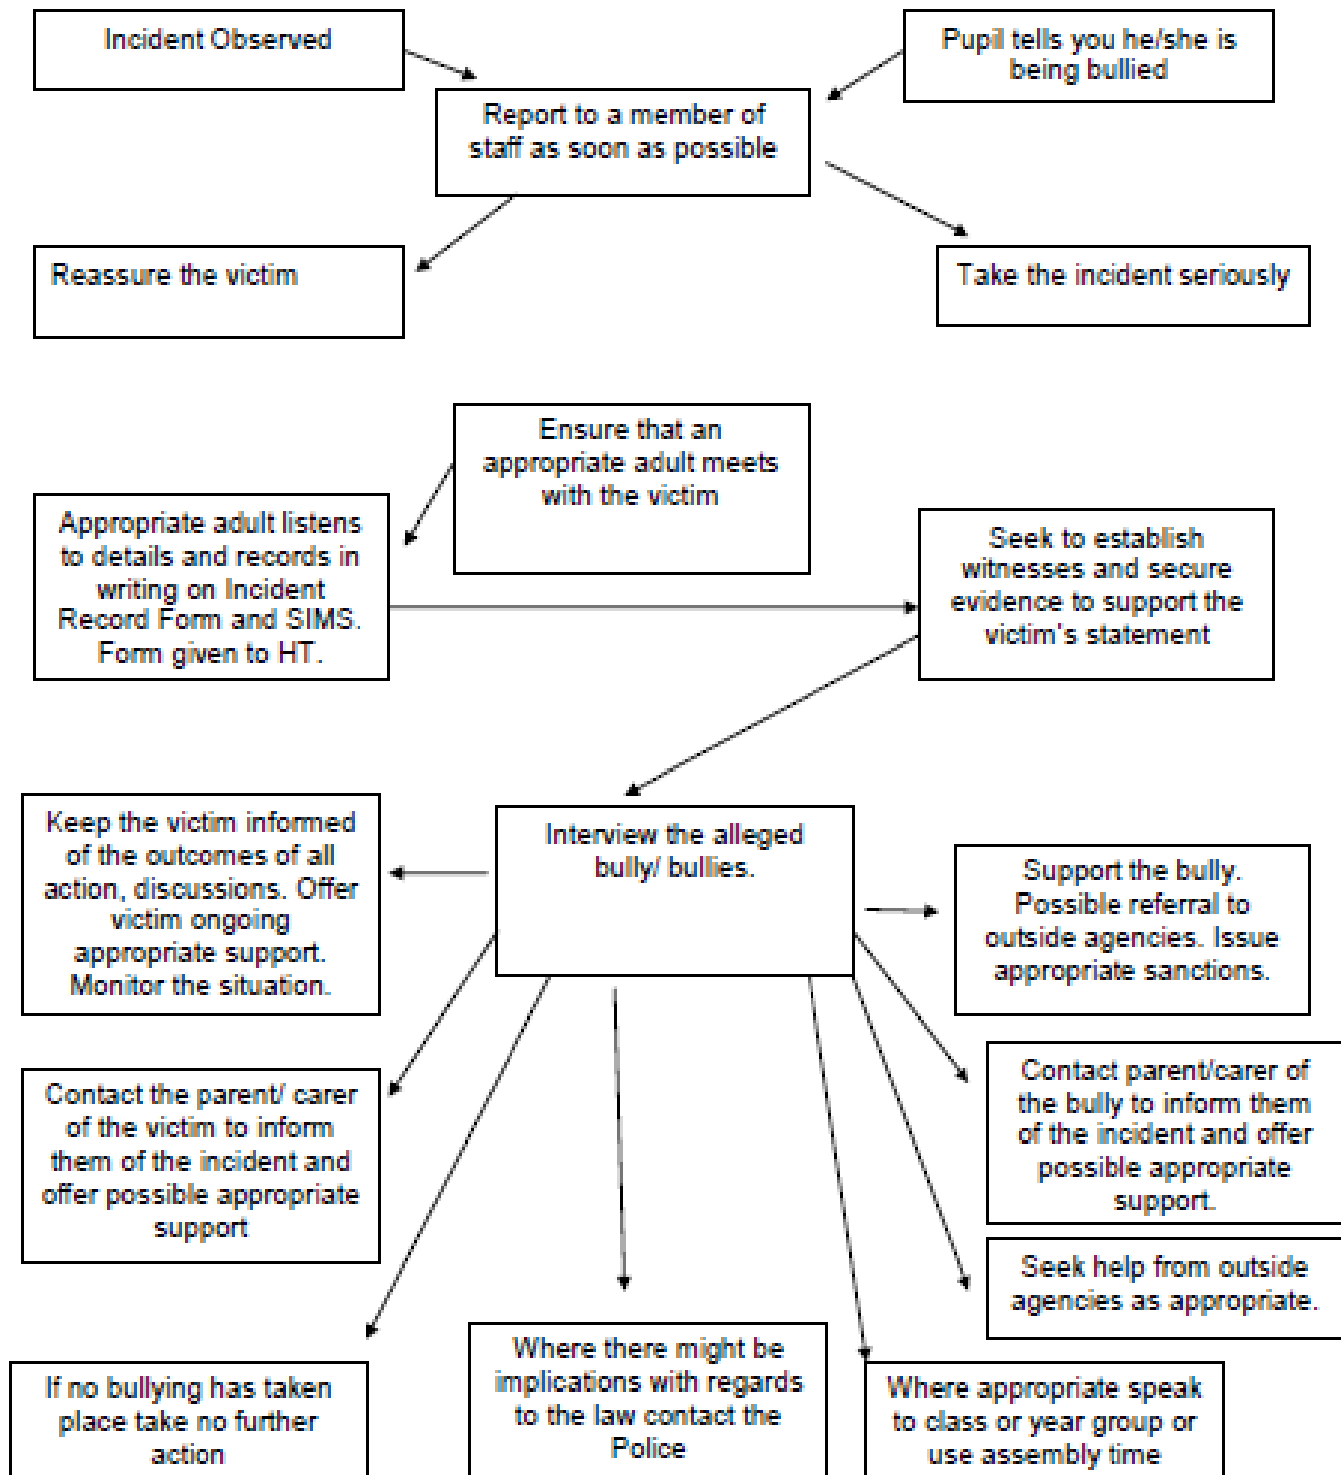 Incident Observed
Pupil tells you he/she is
being bullied
Report to a member of
staff as soon as possible
Reassure the victim
Take the incident seriously
Ensure that an
appropriate adult meets
with the victim
Appropriate adult listens
to details and records in
writing on Incident
Record Form and SIMS.
Form given to HT.
Seek to establish
witnesses and secure
evidence to support the
victim's statement
Interview the alleged
bully/ bullies.
Keep the victim informed
of the outcomes of all
action, discussions. Offer
victim ongoing
appropriate support.
Monitor the situation.
Support the bully.
Possible referral to
outside agencies. Issue
appropriate sanctions.
Contact the parent/ carer
of the victim to inform
them of the incident and
offer possible appropriate
support
Contact parent/carer of
the bully to inform them
of the incident and offer
possible appropriate
support.
Seek help from outside
agencies as appropriate.
If no bullying has taken
place take no further
action
Where there might be
implications with regards
to the law contact the
Police
Where appropriate speak
to class or year group or
use assembly time